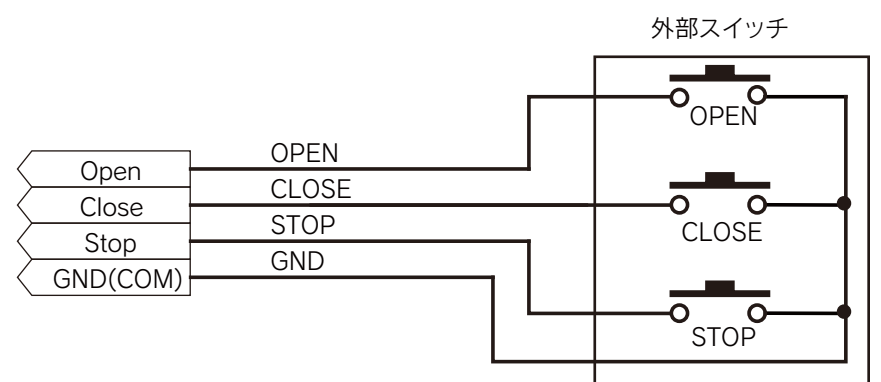 外部スイッチ
OPEN
CLOSE
STOP
Open
Close
Stop
GND(COM)
OPEN
CLOSE
STOP
GND